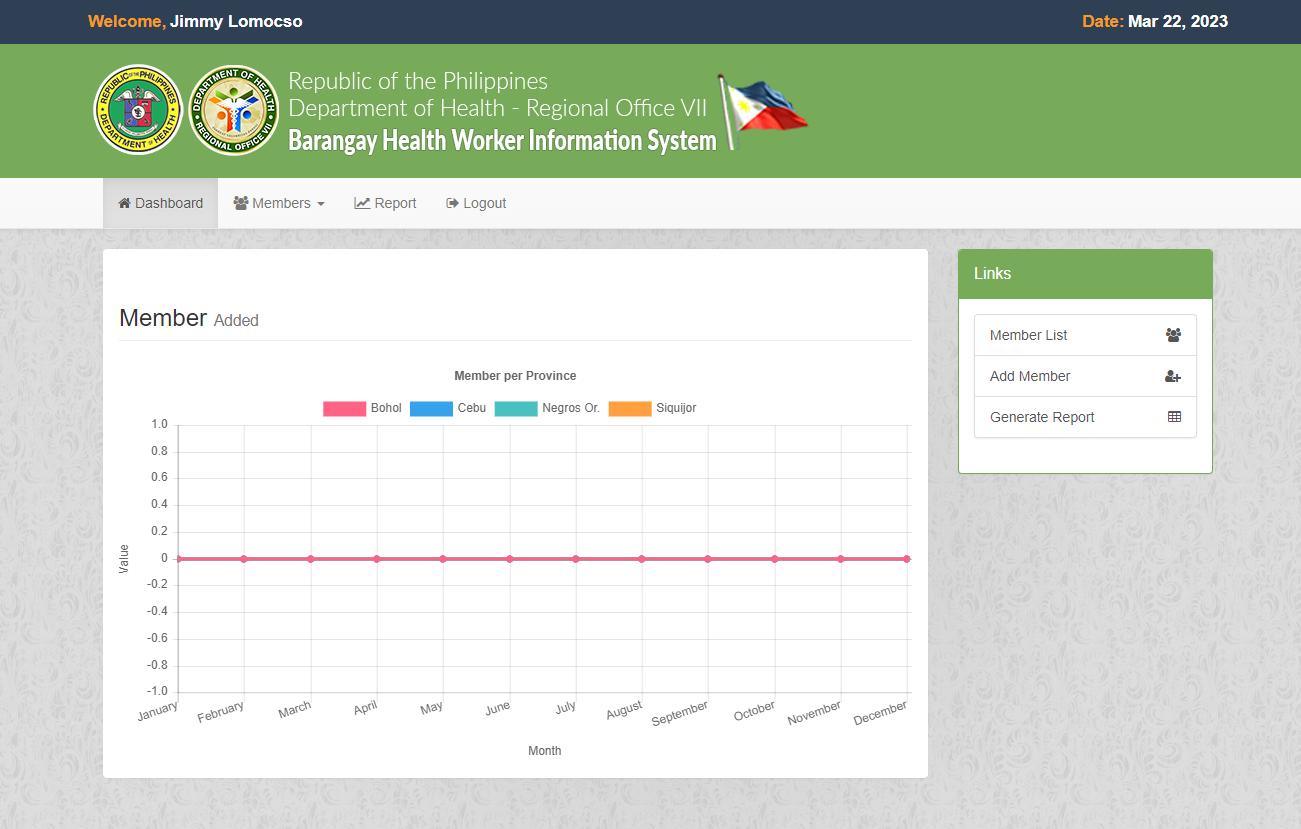 Welcome, Jimmy Lomocso
Date: Mar 22, 2023
REPUBLIC OF THE PHILIPPINES
DEPARTMENT OF HEALTH
DEPARTMENT OF HEALTH
REGIONAL OFFICE VII
Republic of the Philippines
Department of Health - Regional Office VII
Barangay Health Worker Information System
Dashboard
Members
Report
Logout
Member Added
Member per Province
Bohol
Cebu
Negros Or.
Siquijor
1.0
0.8
0.6
0.4
0.2
0
-0.2
-0.4
-0.6
-0.8
-1.0
Value
January
February
March
April
May
June
July
August
September
October
November
December
Month
Links
Member List
Add Member
Generate Report